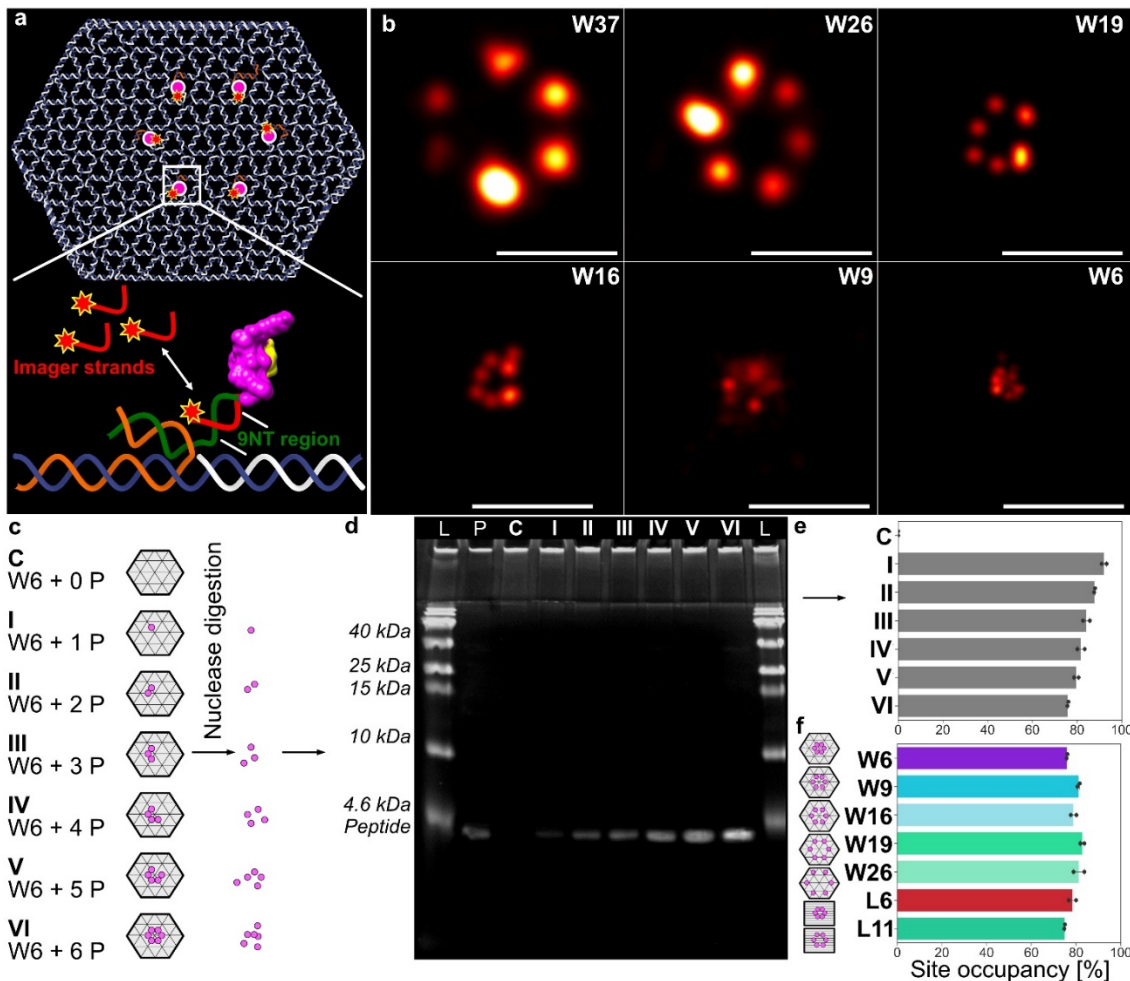 a
Imager strands
9NT region
b
W37
W26
W19
W16
W9
W6
c
C
W6 + 0 P
I
W6 + 1 P
II
W6 + 2 P
III
W6 + 3 P
IV
W6 + 4 P
V
W6 + 5 P
VI
W6 + 6 P
Nuclease digestion
d
L P C I II III IV V VI L
40 kDa
25 kDa
15 kDa
10 kDa
4.6 kDa
Peptide
e
C
I
II
III
IV
V
VI
0 20 40 60 80 100
f
W6
W9
W16
W19
W26
L6
L11
0 20 40 60 80 100
Site occupancy [%]